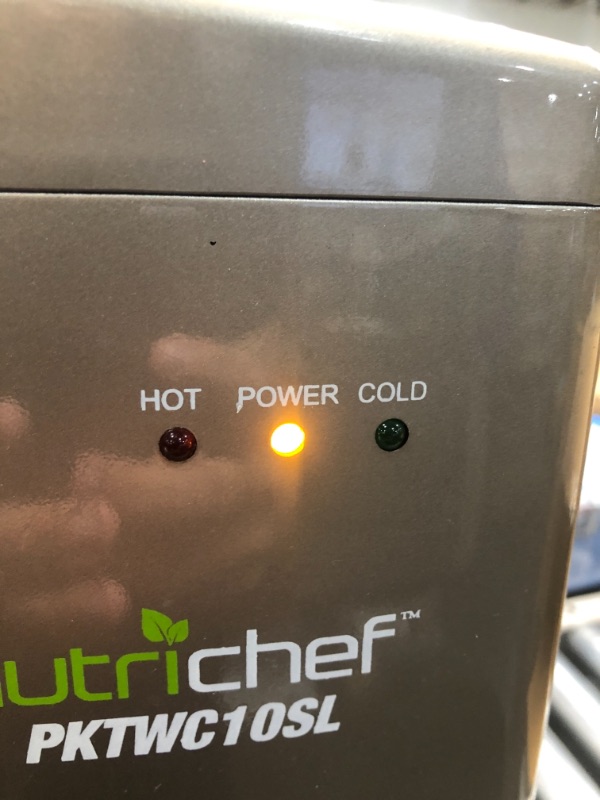 HOT POWER COLD
utrichef™
PKTWC10SL